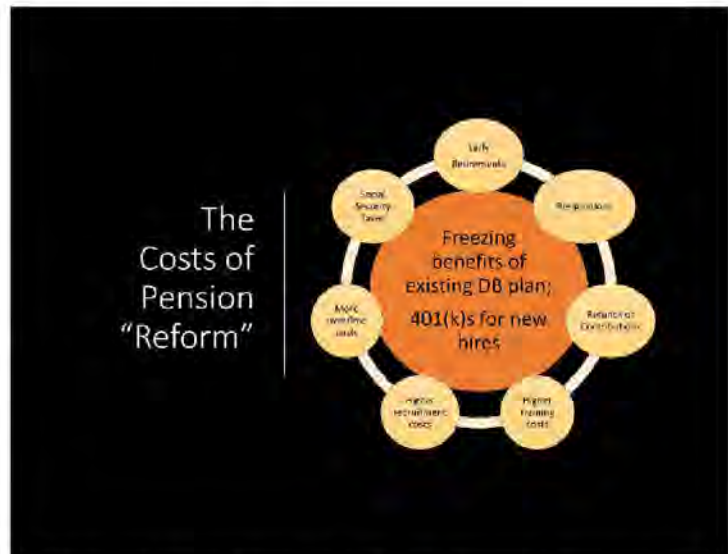 The
Costs of
Pension
“Reform”
Freezing
benefits of
existing DB plan;
401(k)s for new
hires
Early
Retirements
Resignations
Refunds of
Contributions
Higher
training
costs
Higher
recruitment
costs
More
overtime
costs
Social
Security
Taxes